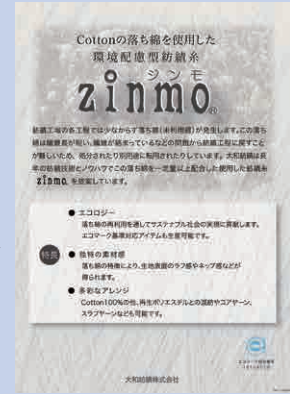 Cottonの落ち綿を使用した
環境配慮型紡績糸
ジンモ
zinmo®
紡績工場の各工程では少なからず落ち綿(未利用綿)が発生します。この落ち
綿は繊維長が短い、繊維が絡まっているなどの問題から紡績工程に戻すこと
が難しいため、処分されたり別用途に転用されたりしています。大和紡績は長
年の紡績技術とノウハウでこの落ち綿を一定量以上配合した使用した紡績糸
zinmo® を提案しています。
特長
● エコロジー
落ち綿の再利用を通してサステナブル社会の実現に貢献します。
エコマーク基準対応アイテムも生産可能です。
● 独特の素材感
落ち綿の特徴により、生地表面のラフ感やネップ感などが
得られます。
● 多彩なアレンジ
Cotton100%の他、再生ポリエステルとの混紡やコアヤーン、
スラブヤーンなども可能です。
大和紡績株式会社